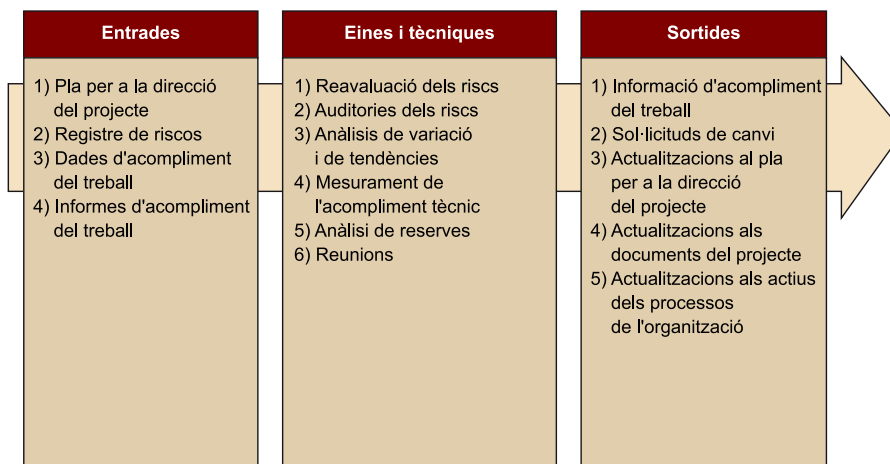 Entrades
1) Pla per a la direcció
del projecte
2) Registre de riscos
3) Dades d'acompliment
del treball
4) Informes d'acompliment
del treball
Eines i tècniques
1) Reavaluació dels riscs
2) Auditories dels riscs
3) Anàlisis de variació
i de tendències
4) Mesurament de
l'acompliment tècnic
5) Anàlisi de reserves
6) Reunions
Sortides
1) Informació d'acompliment
del treball
2) Sol·licituds de canvi
3) Actualitzacions al pla
per a la direcció
del projecte
4) Actualitzacions als
documents del projecte
5) Actualitzacions als actius
dels processos
de l'organització